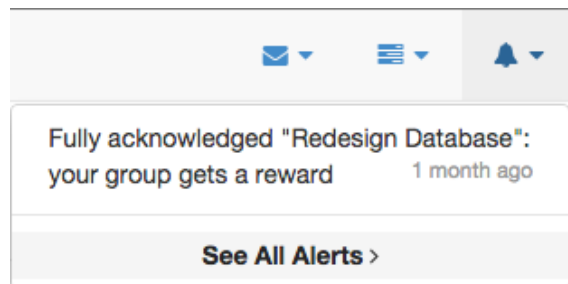 Fully acknowledged "Redesign Database":
your group gets a reward 1 month ago
See All Alerts >